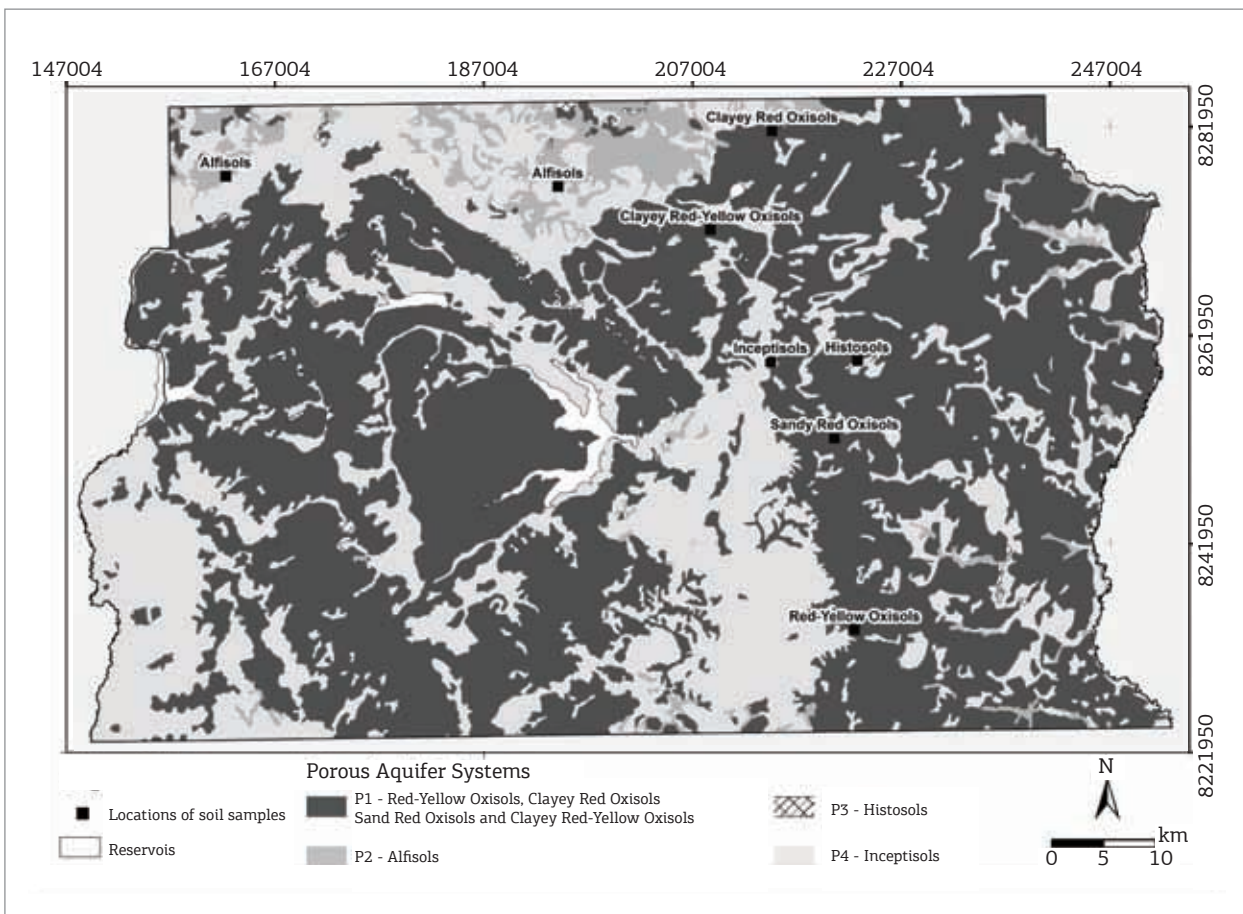 147004 167004 187004 207004 227004 247004
8281950
Clayey Red Oxisols
Alfisols
Alfisols
Clayey Red-Yellow Oxisols
8261950
Inceptisols
Histosols
Sandy Red Oxisols
8241950
Red-Yellow Oxisols
8221950
Porous Aquifer Systems
Locations of soil samples
Reservois
P1 - Red-Yellow Oxisols, Clayey Red Oxisols
Sand Red Oxisols and Clayey Red-Yellow Oxisols
P2 - Alfisols
P3 - Histosols
P4 - Inceptisols
N
km
0 5 10